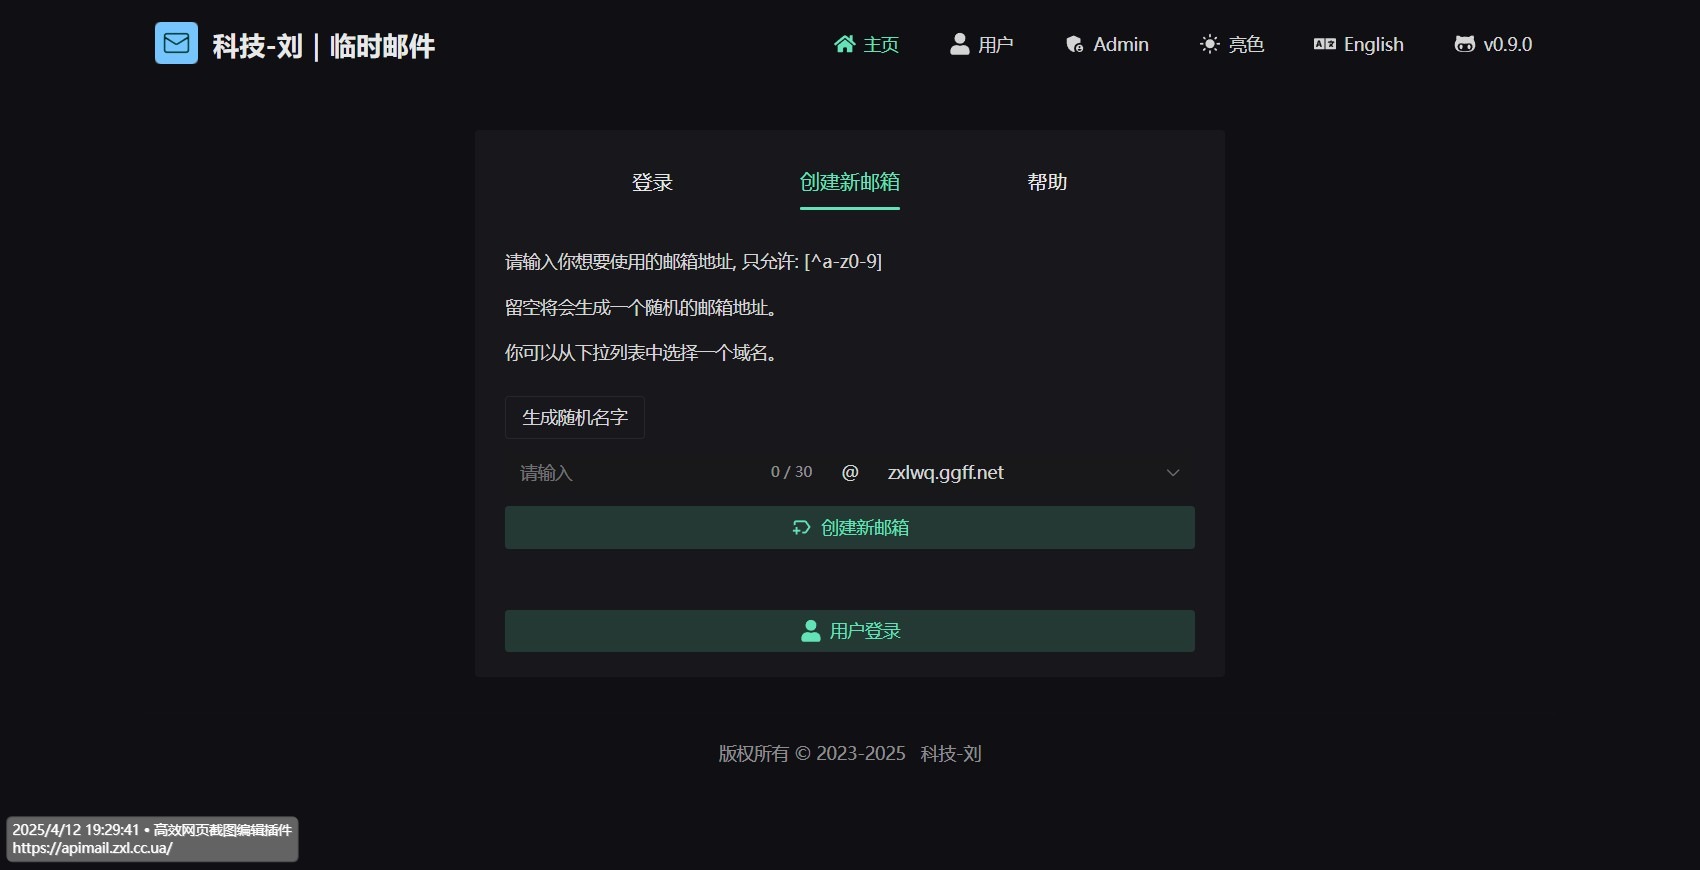 科技-刘 | 临时邮件
主页 用户 Admin 亮色 English v0.9.0
登录 创建新邮箱 帮助
请输入你想要使用的邮箱地址, 只允许: [^a-z0-9]
留空将会生成一个随机的邮箱地址。
你可以从下拉列表中选择一个域名。
生成随机名字
请输入 0 / 30 @ zxlwq.ggff.net
创建新邮箱
用户登录
版权所有 © 2023-2025 科技-刘
2025/4/12 19:29:41 • 高效网页截图编辑插件
https://apimail.zxl.cc.ua/